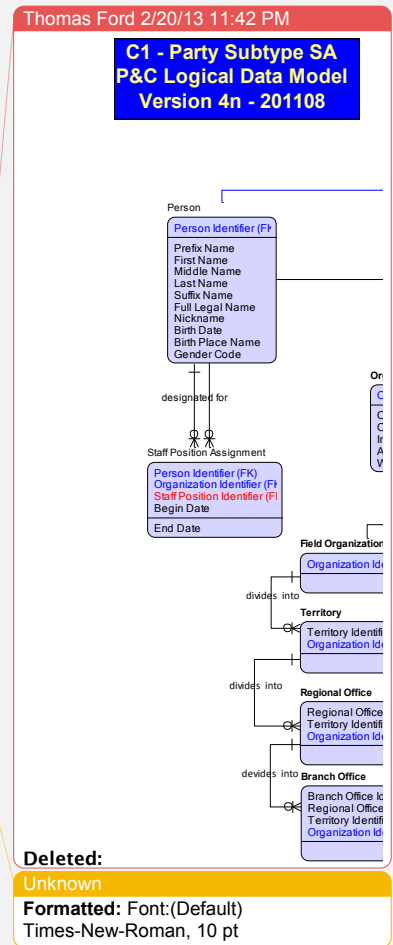 Thomas Ford 2/20/13 11:42 PM
C1 - Party Subtype SA
P&C Logical Data Model
Version 4n - 201108
Person
Person Identifier (FK
Prefix Name
First Name
Middle Name
Last Name
Suffix Name
Full Legal Name
Nickname
Birth Date
Birth Place Name
Gender Code
designated for
Staff Position Assignment
Person Identifier (FK)
Organization Identifier (FK
Staff Position Identifier (F
Begin Date
End Date
Field Organization
Organization Ide
divides into
Territory
Territory Identifi
Organization Ide
divides into
Regional Office
Regional Office
Territory Identifi
Organization Ide
devides into
Branch Office
Branch Office Id
Regional Office
Territory Identifi
Organization Ide
Deleted:
Unknown
Formatted: Font:(Default)
Times-New-Roman, 10 pt